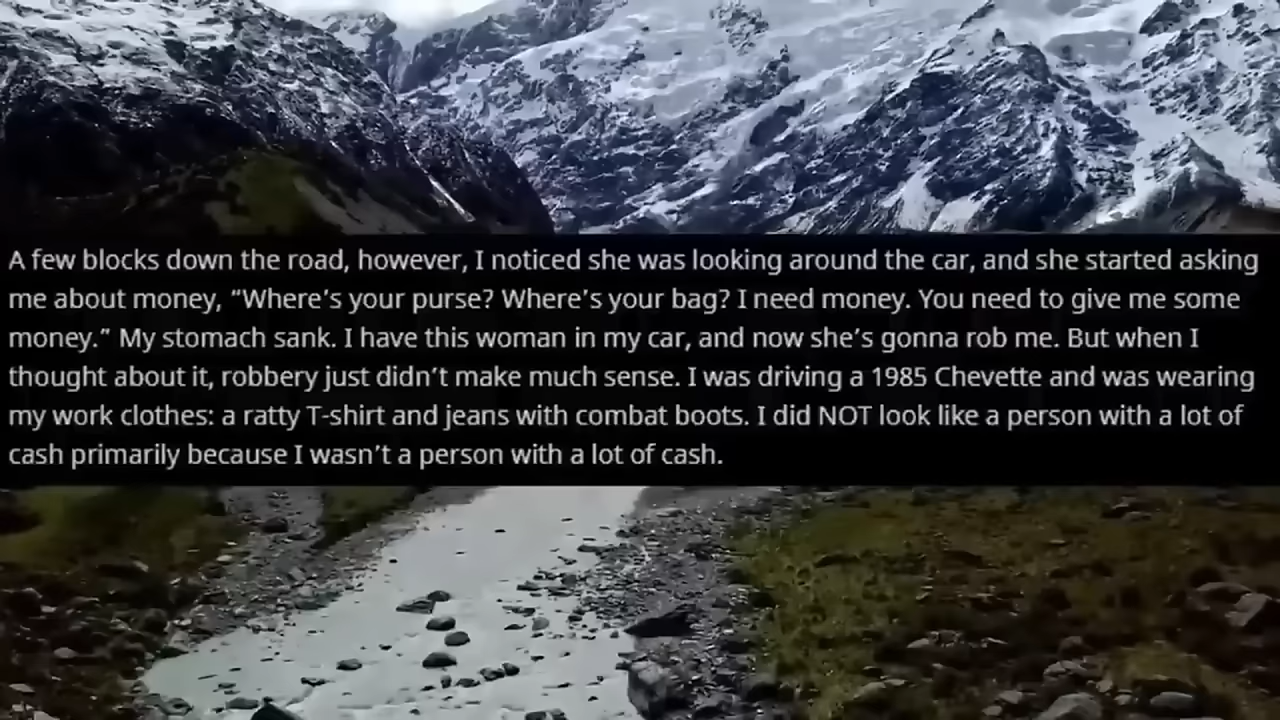 A few blocks down the road, however, I noticed she was looking around the car, and she started asking
me about money, “Where’s your purse? Where’s your bag? I need money. You need to give me some
money.” My stomach sank. I have this woman in my car, and now she’s gonna rob me. But when I
thought about it, robbery just didn’t make much sense. I was driving a 1985 Chevette and was wearing
my work clothes: a ratty T-shirt and jeans with combat boots. I did NOT look like a person with a lot of
cash primarily because I wasn’t a person with a lot of cash.